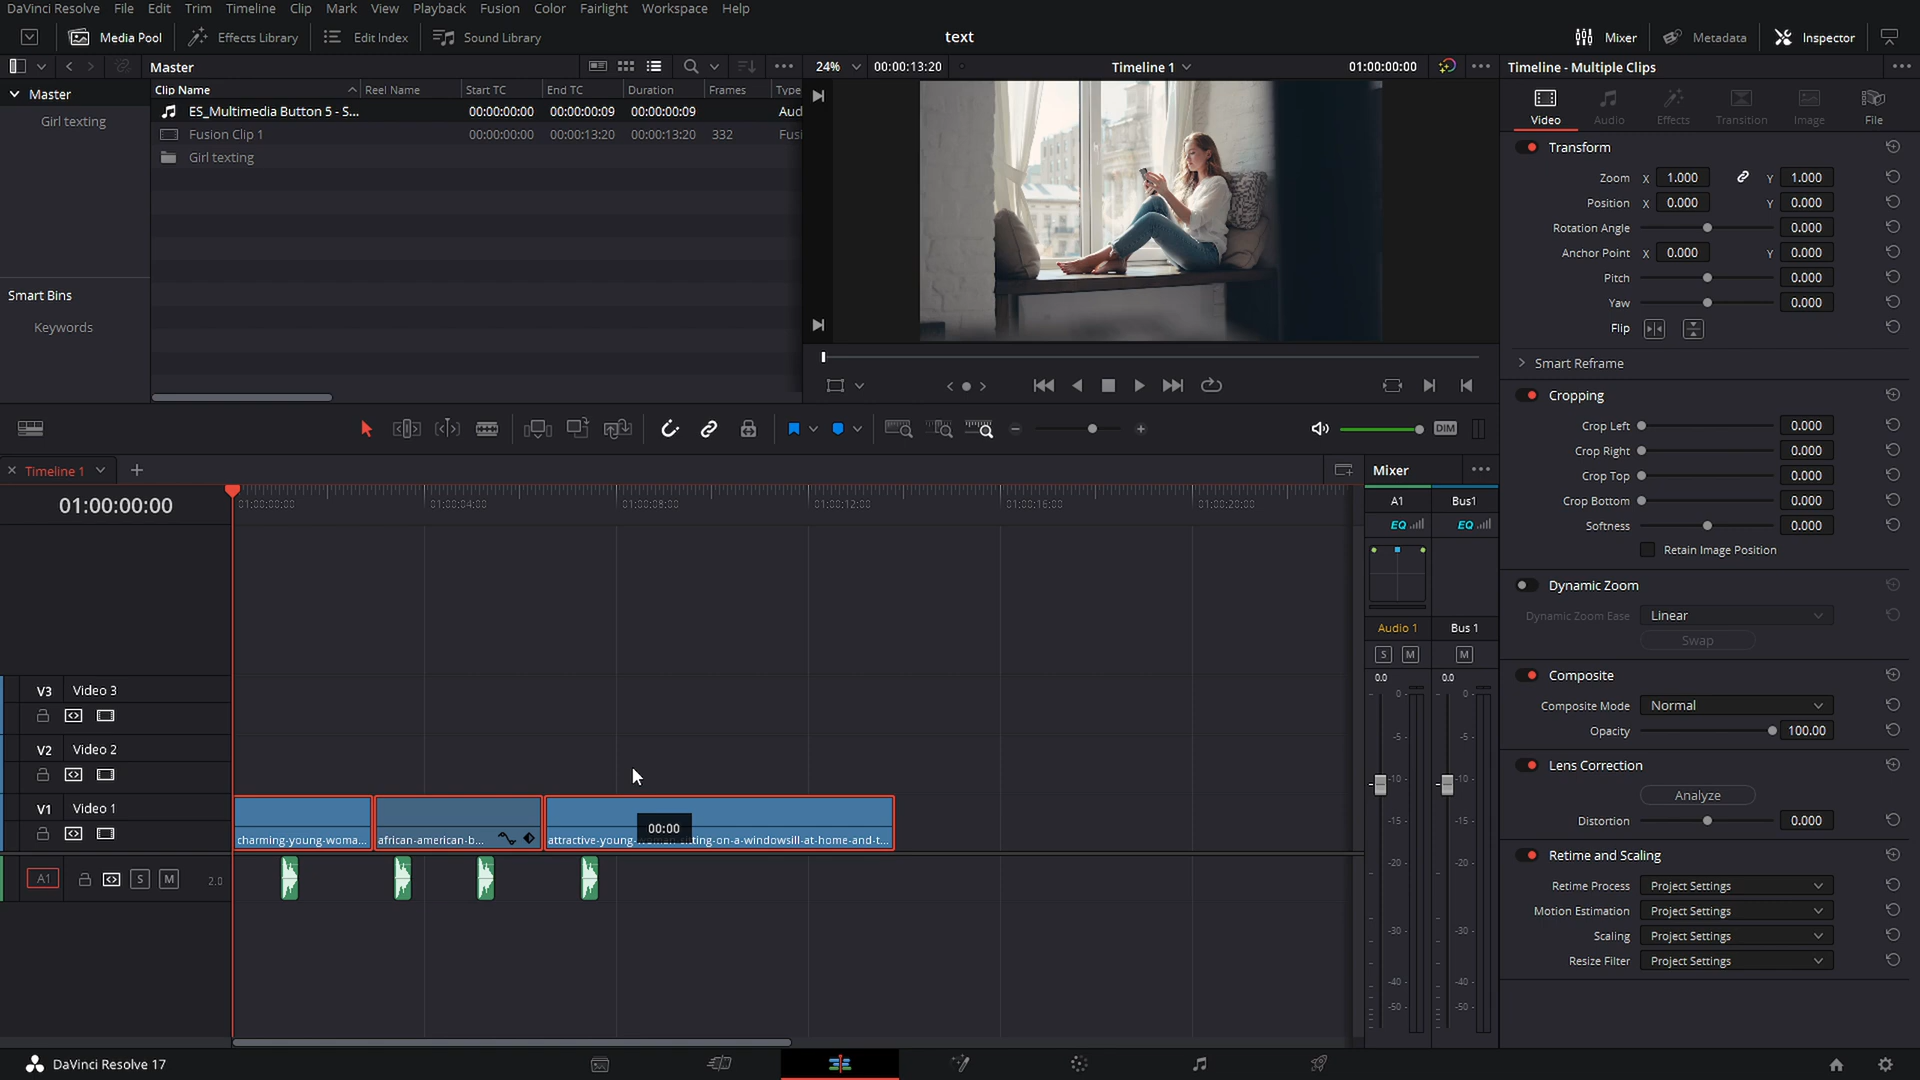 DaVinci Resolve File Edit Trim Timeline Clip Mark View Playback Fusion Color Fairlight Workspace Help
Media Pool Effects Library Edit Index Sound Library text Mixer Metadata Inspector
Master 24% 00:00:13:20 Timeline 1 01:00:00:00 Timeline - Multiple Clips
Master Clip Name Reel Name Start TC End TC Duration Frames Type
Girl texting ES_Multimedia Button 5 - S... 00:00:00:00 00:00:00:09 00:00:00:09 Aud
Fusion Clip 1 00:00:00:00 00:00:13:20 00:00:13:20 332 Fusi
Girl texting
Smart Bins
Keywords
Video Audio Effects Transition Image File
Transform
Zoom X 1.000 Y 1.000
Position X 0.000 Y 0.000
Rotation Angle 0.000
Anchor Point X 0.000 Y 0.000
Pitch 0.000
Yaw 0.000
Flip
Smart Reframe
Cropping
Crop Left 0.000
Crop Right 0.000
Crop Top 0.000
Crop Bottom 0.000
Softness 0.000
Retain Image Position
Dynamic Zoom
Dynamic Zoom Ease Linear
Swap
Composite
Composite Mode Normal
Opacity 100.00
Lens Correction
Analyze
Distortion 0.000
Retime and Scaling
Retime Process Project Settings
Motion Estimation Project Settings
Scaling Project Settings
Resize Filter Project Settings
DIM
Timeline 1 Mixer
01:00:00:00 01:00:00:00 01:00:04:00 01:00:08:00 01:00:12:00 01:00:16:00 01:00:20:00
A1 Bus1
EQ EQ
Audio 1 Bus 1
S M M
0.0 0.0
0 0
-5 -5
-10 -10
-15 -15
-20 -20
-30 -30
-40 -40
-50 -50
V3 Video 3
V2 Video 2
V1 Video 1
00:00
charming-young-woma... african-american-b... attractive-young-woman-sitting-on-a-windowsill-at-home-and-t...
A1 S M 2.0
DaVinci Resolve 17